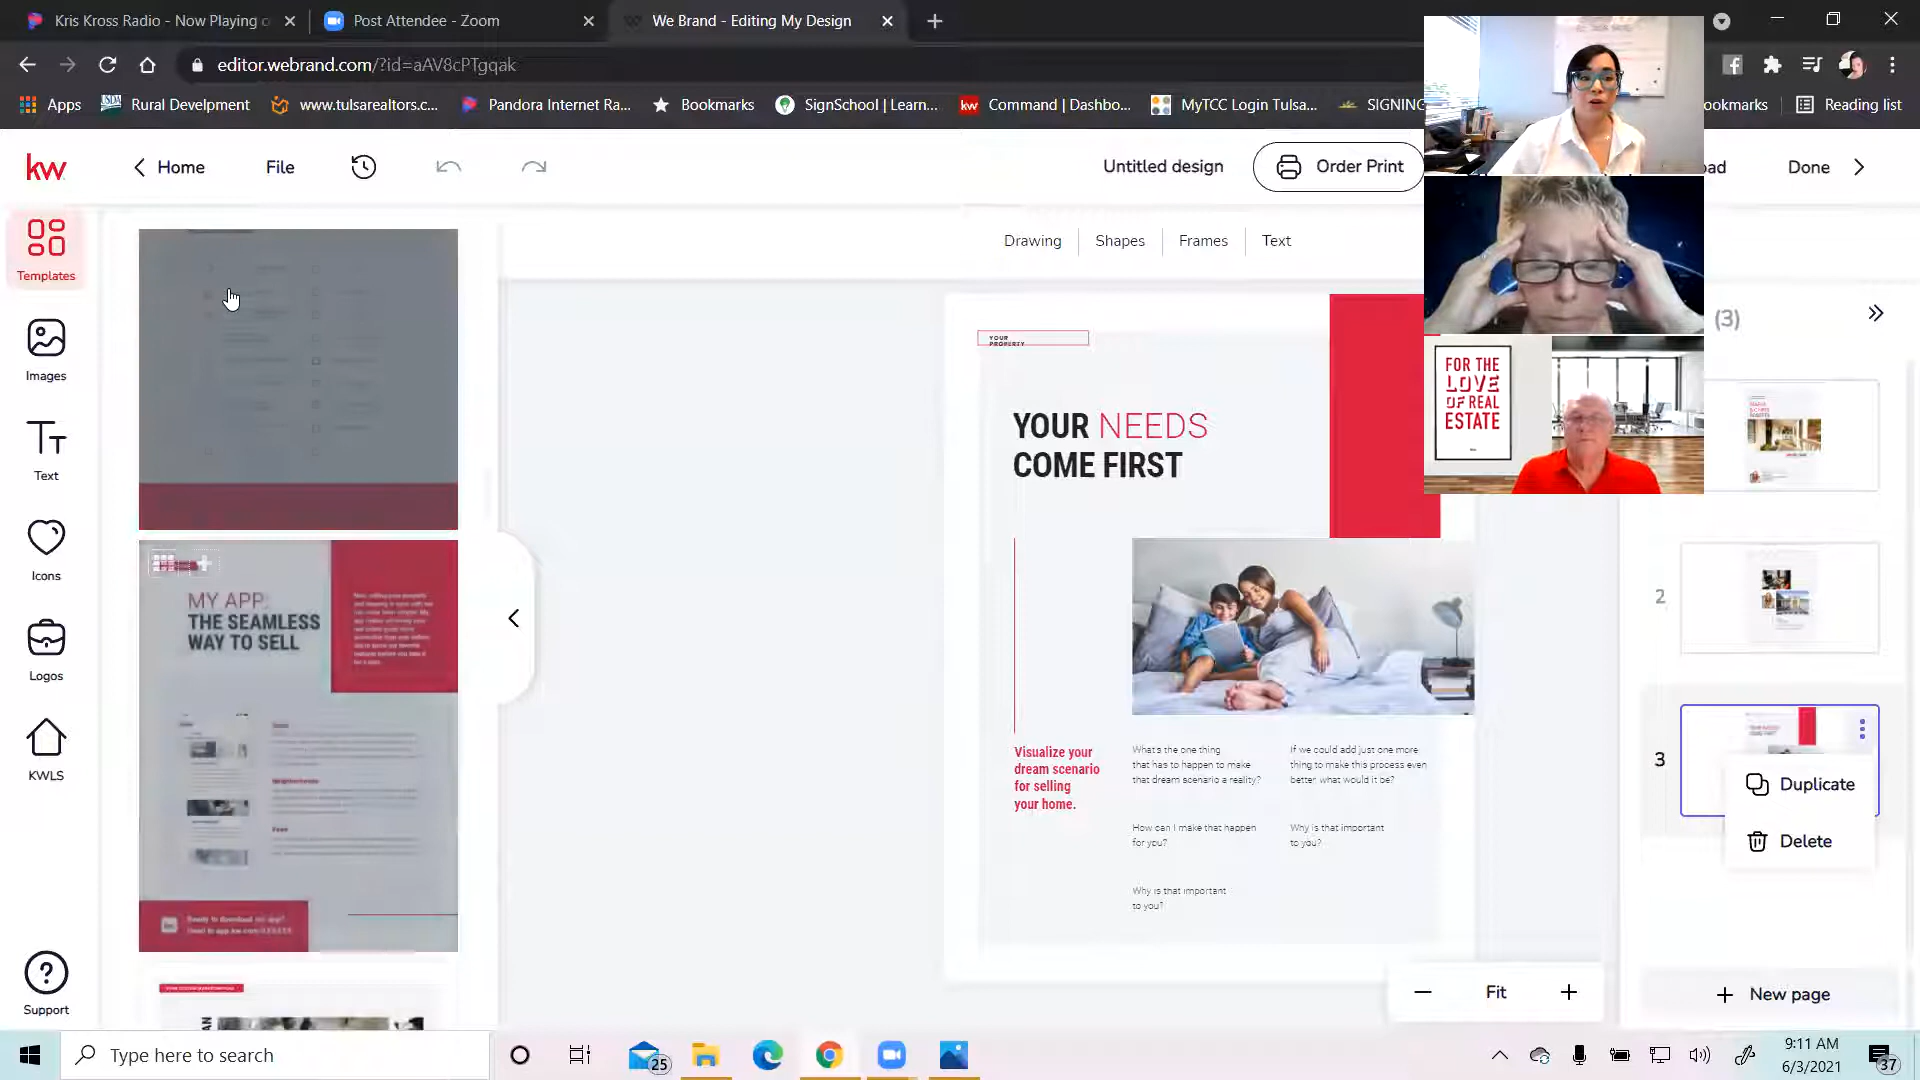 Kris Kross Radio - Now Playing o
Post Attendee - Zoom
We Brand - Editing My Design
editor.webrand.com/?id=aAV8cPTgqak
Apps
Rural Develpment
www.tulsarealtors.c...
Pandora Internet Ra...
Bookmarks
SignSchool | Learn...
kw
Command | Dashbo...
MyTCC Login Tulsa...
SIGNING
ookmarks
Reading list
kw
Home
File
Untitled design
Order Print
oad
Done
Drawing
Shapes
Frames
Text
Templates
Images
Text
Icons
Logos
KWLS
Support
MY APP:
THE SEAMLESS
WAY TO SELL
YOUR
PROPERTY
YOUR NEEDS
COME FIRST
Visualize your
dream scenario
for selling
your home.
What's the one thing
that has to happen to make
that dream scenario a reality?
How can I make that happen
for you?
Why is that important
to you?
If we could add just one more
thing to make this process even
better what would it be?
Why is that important
to you?
FOR THE
LOVE
OF REAL
ESTATE
(3)
2
3
Duplicate
Delete
Fit
New page
Type here to search
25
9:11 AM
6/3/2021
37